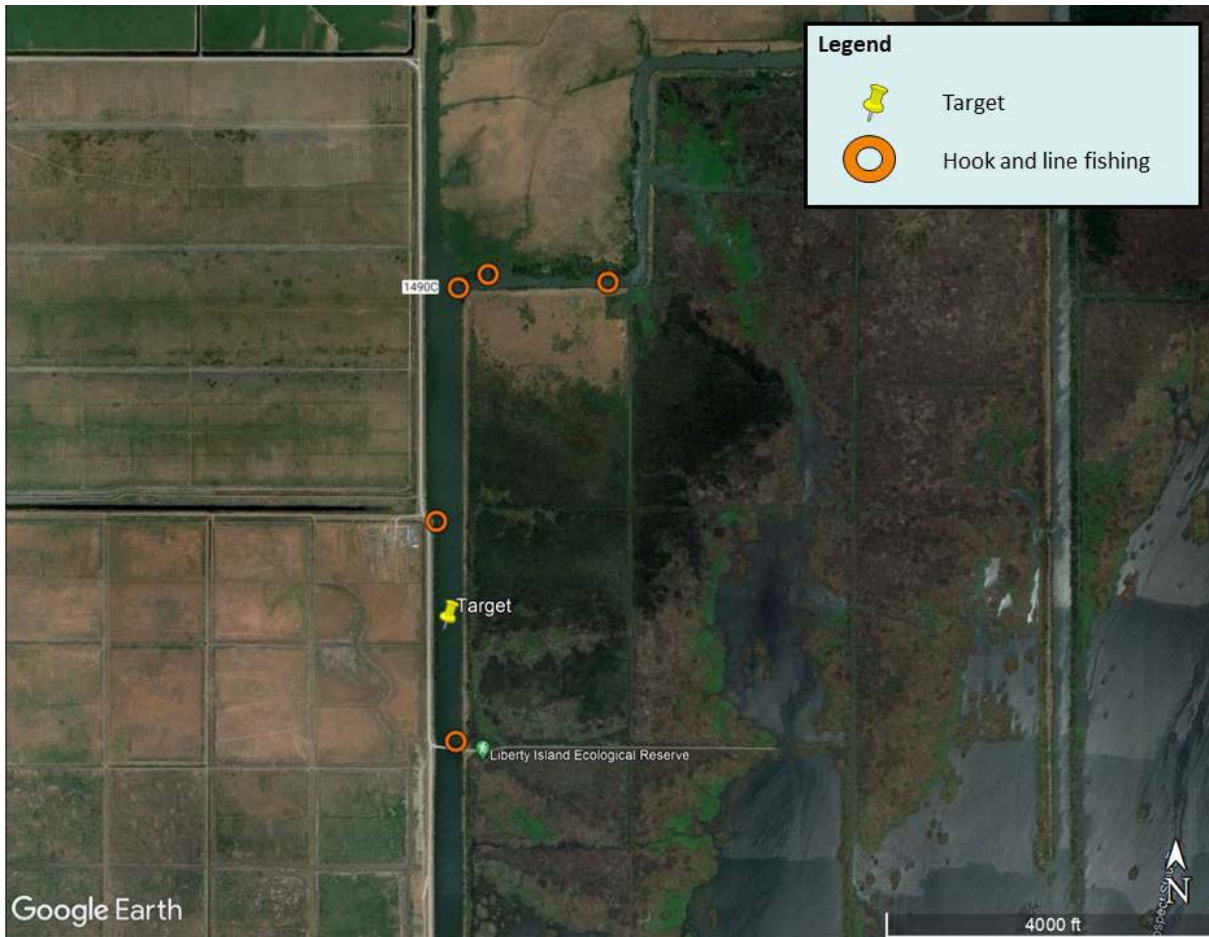 Legend
Target
Hook and line fishing
1490C
Target
Liberty Island Ecological Reserve
N
Google Earth
4000 ft